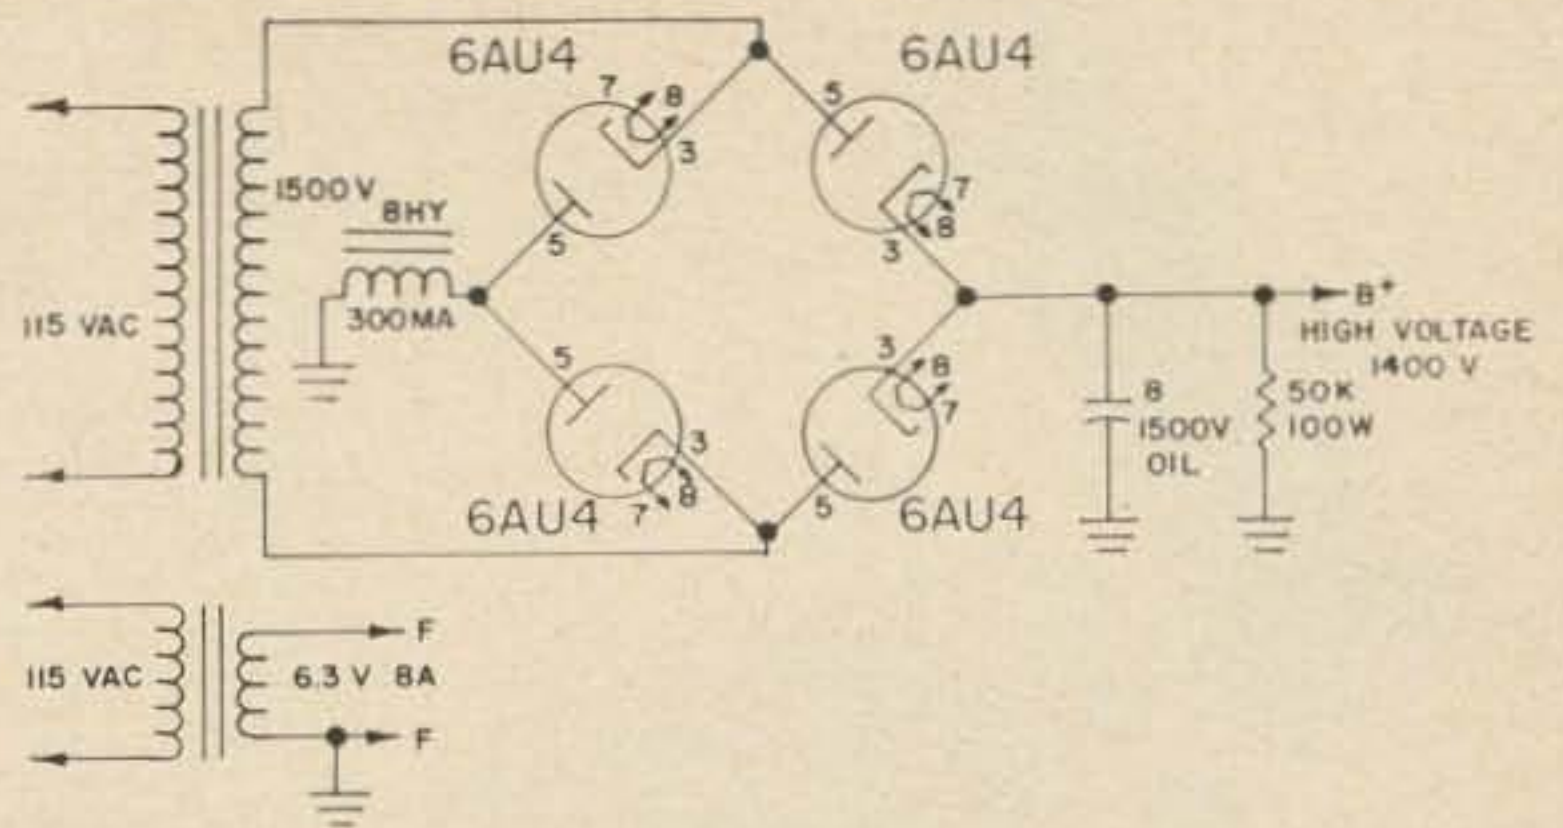 6AU4
6AU4
7
8
3
5
5
7
8
3
1500V
8HY
300MA
115 VAC
B+
HIGH VOLTAGE
1400 V
8
1500V
OIL
50K
100W
5
3
8
7
3
8
7
5
6AU4
6AU4
115 VAC
6.3 V 8A
F
F